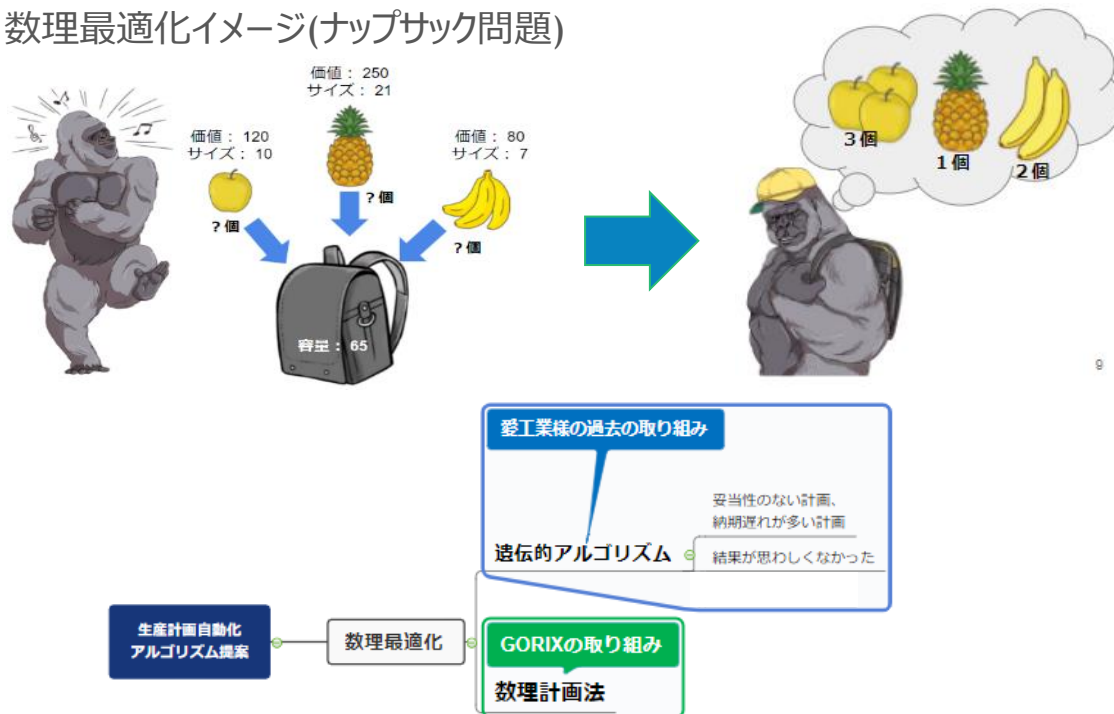 数理最適化イメージ(ナップサック問題)
価値： 250
サイズ： 21
価値： 120
サイズ： 10
価値： 80
サイズ： 7
？個
？個
？個
容量： 65
3個
1個
2個
9
愛工業様の過去の取り組み
妥当性のない計画、
納期遅れが多い計画
遺伝的アルゴリズム
結果が思わしくなかった
生産計画自動化
アルゴリズム提案
数理最適化
GORIXの取り組み
数理計画法